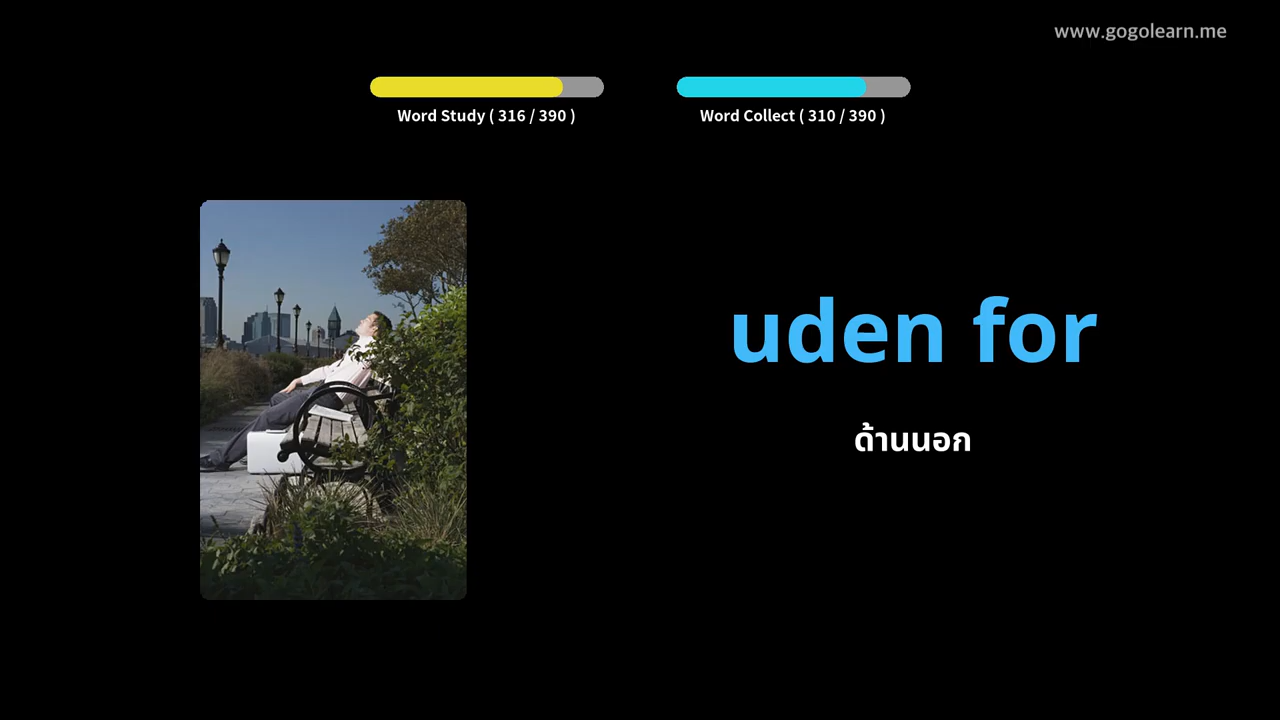 www.gogolearn.me
Word Study ( 316 / 390 )
Word Collect ( 310 / 390 )
uden for
ด้านนอก